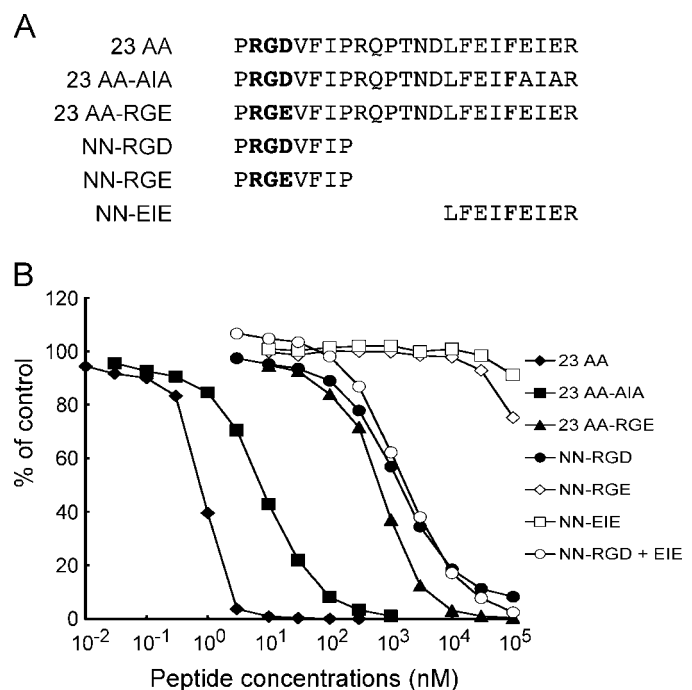 A
23 AA PRGDVFIPRQPTNDLFEIFEIER
23 AA-AIA PRGDVFIPRQPTNDLFEIFAIAR
23 AA-RGE PRGEVFIPRQPTNDLFEIFEIER
NN-RGD PRGDVFIP
NN-RGE PRGEVFIP
NN-EIE LFEIFEIER
B
120
100
80
60
40
20
0
% of control
10⁻² 10⁻¹ 10⁰ 10¹ 10² 10³ 10⁴ 10⁵
Peptide concentrations (nM)
23 AA
23 AA-AIA
23 AA-RGE
NN-RGD
NN-RGE
NN-EIE
NN-RGD + EIE